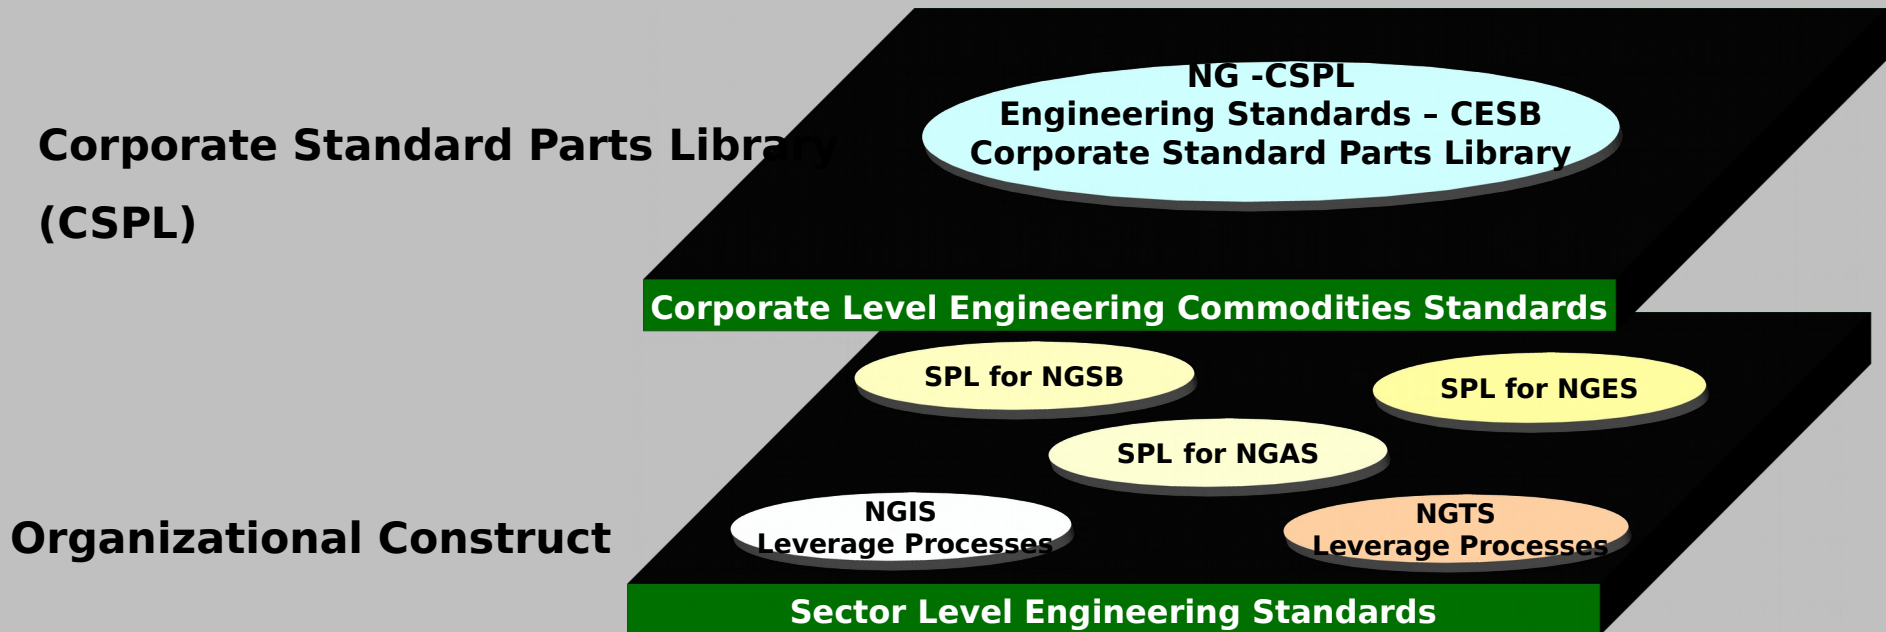 NG -CSPL
Engineering Standards – CESB
Corporate Standard Parts Library
Corporate Standard Parts Library
(CSPL)
Corporate Level Engineering Commodities Standards
SPL for NGSB
SPL for NGES
SPL for NGAS
NGIS
Leverage Processes
NGTS
Leverage Processes
Organizational Construct
Sector Level Engineering Standards